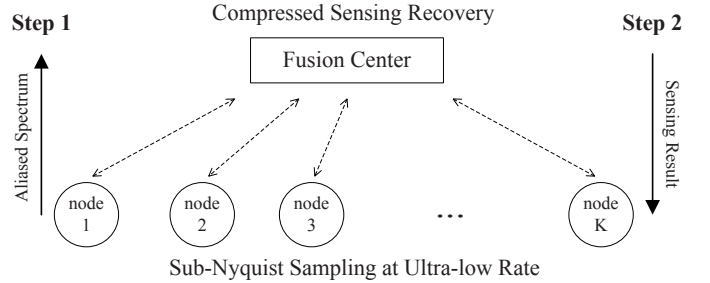 Compressed Sensing Recovery
Step 1
Step 2
Fusion Center
Aliased Spectrum
Sensing Result
node
1
node
2
node
3
...
node
K
Sub-Nyquist Sampling at Ultra-low Rate